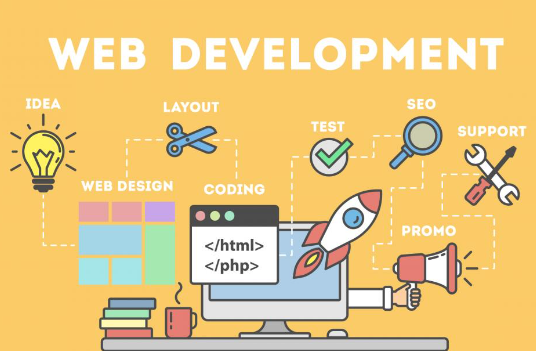 WEB DEVELOPMENT
IDEA
LAYOUT
TEST
SEO
SUPPORT
WEB DESIGN
CODING
</html>
</php>
PROMO